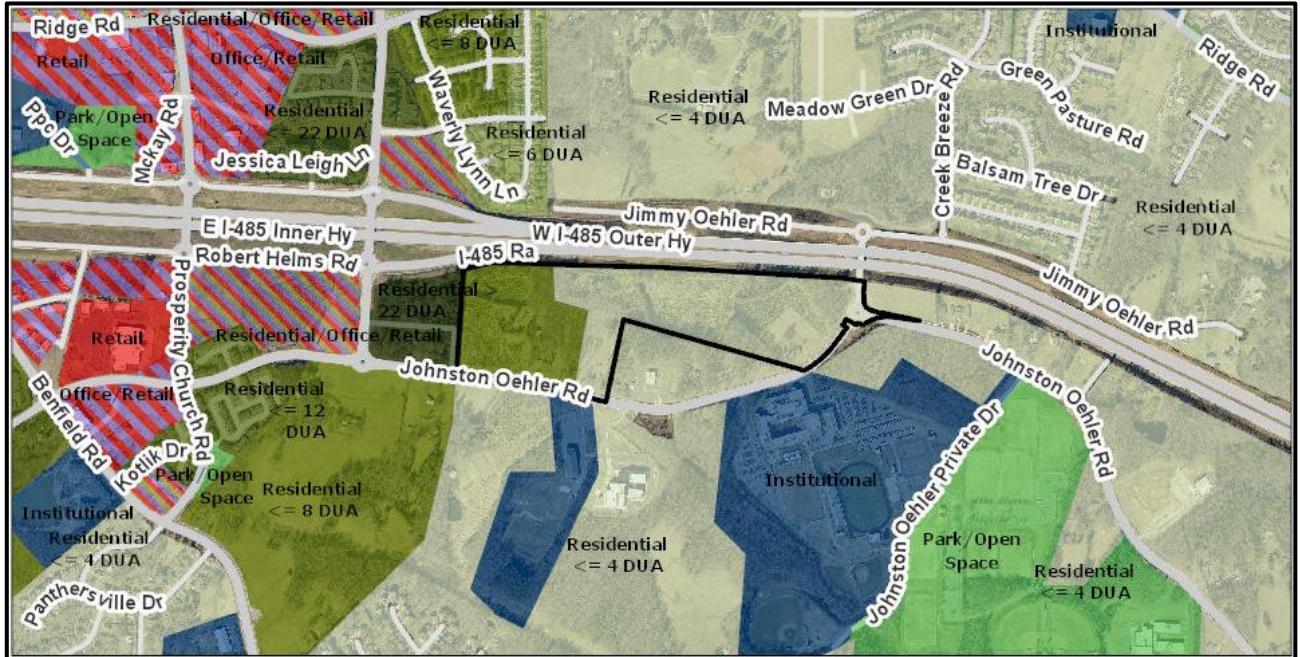 Ridge Rd
Residential/Office/Retail
Residential
<= 8 DUA
Institutional
Ridge Rd
Retail
Office/Retail
Waverly Lynn Ln
Residential
<= 4 DUA
Meadow Green Dr
Creek Breeze Rd
Green Pasture Rd
Ppc Dr
Park/Open
Space
Mckay Rd
Residential
<= 22 DUA
Jessica Leigh Ln
Residential
<= 6 DUA
Balsam Tree Dr
Residential
<= 4 DUA
Jimmy Oehler Rd
E I-485 Inner Hy
W I-485 Outer Hy
Robert Helms Rd
I-485 Ra
Jimmy Oehler Rd
Prosperity Church Rd
Residential >
22 DUA
Retail
Residential/Office/Retail
Johnston Oehler Rd
Johnston Oehler Rd
Office/Retail
Benfield Rd
Residential
<= 12
DUA
Kotlik Dr
Park/Open
Space
Residential
<= 8 DUA
Institutional
Johnston Oehler Private Dr
Institutional
Residential
<= 4 DUA
Panthersville Dr
Residential
<= 4 DUA
Park/Open
Space
Residential
<= 4 DUA